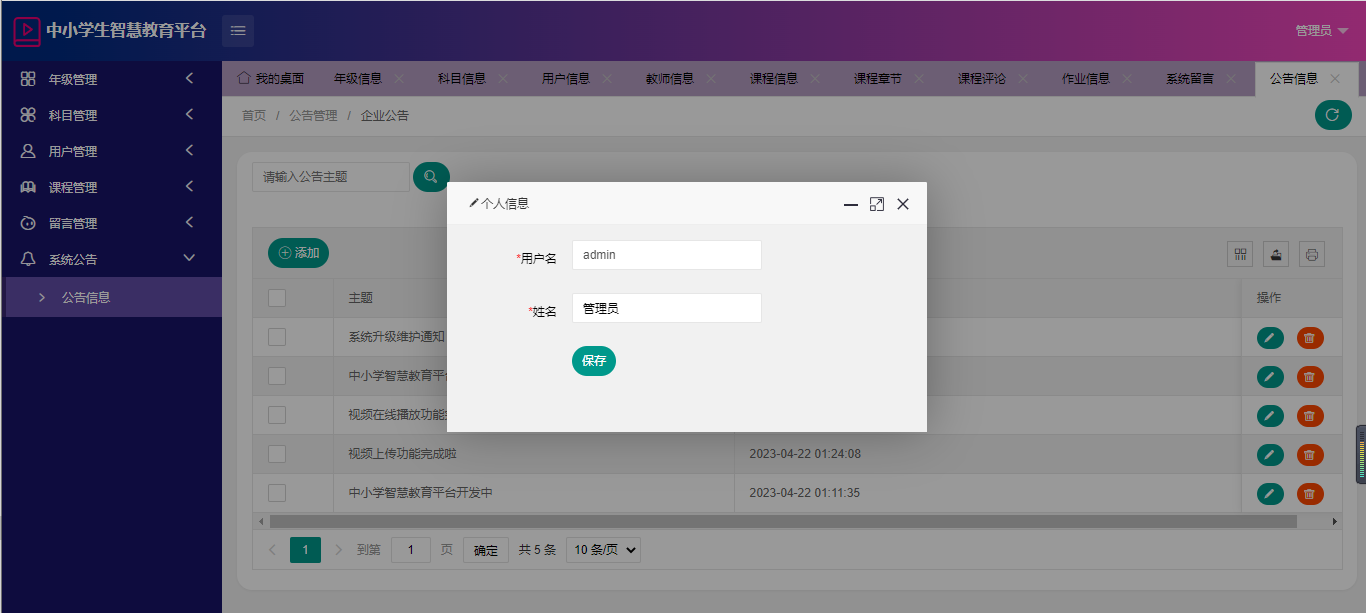 中小学生智慧教育平台
管理员
年级管理
科目管理
用户管理
课程管理
留言管理
系统公告
公告信息
我的桌面 年级信息 科目信息 用户信息 教师信息 课程信息 课程章节 课程评论 作业信息 系统留言 公告信息
首页 / 公告管理 / 企业公告
请输入公告主题
添加
主题 操作
系统升级维护通知
中小学智慧教育平
视频在线播放功能
视频上传功能完成啦 2023-04-22 01:24:08
中小学智慧教育平台开发中 2023-04-22 01:11:35
1 到第 1 页 确定 共 5 条 10 条/页
个人信息
*用户名 admin
*姓名 管理员
保存